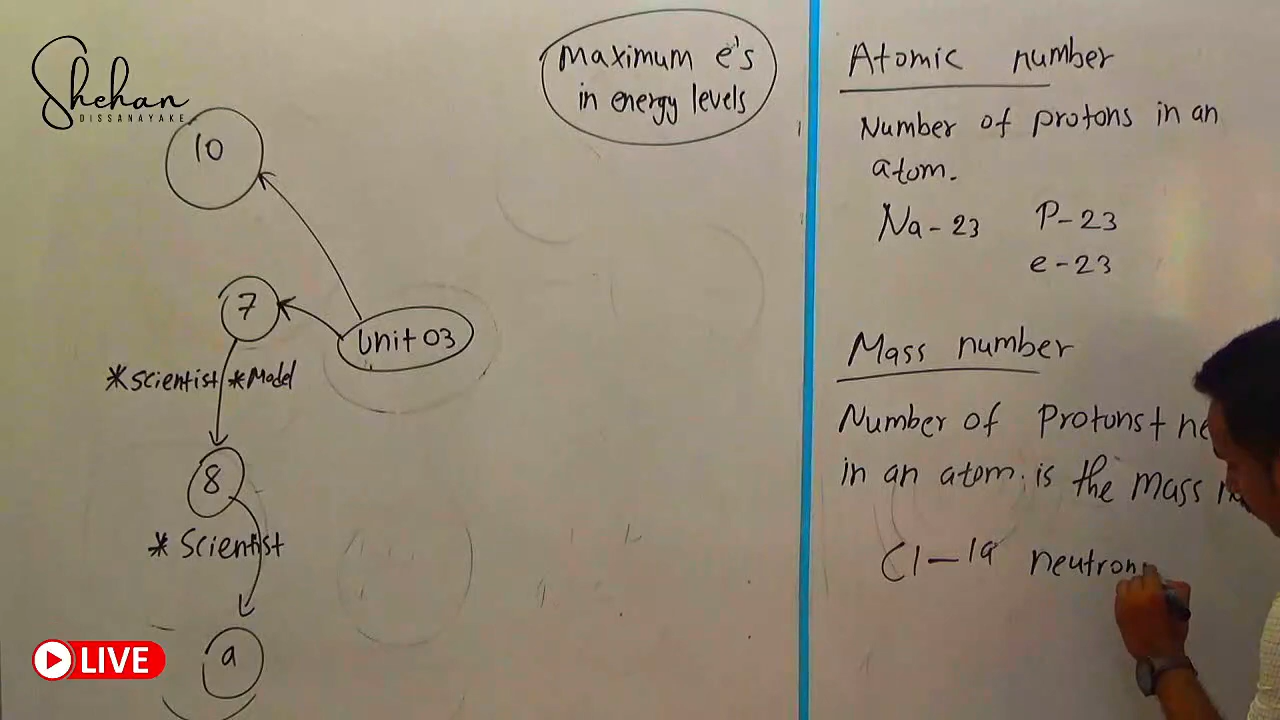 Shehan
DISSANAYAKE
10
7
Unit 03
*Scientist/*Model
8
* Scientist
a
LIVE
Maximum e's
in energy levels
Atomic number
Number of protons in an
atom.
Na - 23 P - 23
e - 23
Mass number
Number of Protons +
in an atom. is the mass
Cl - 19 neutron